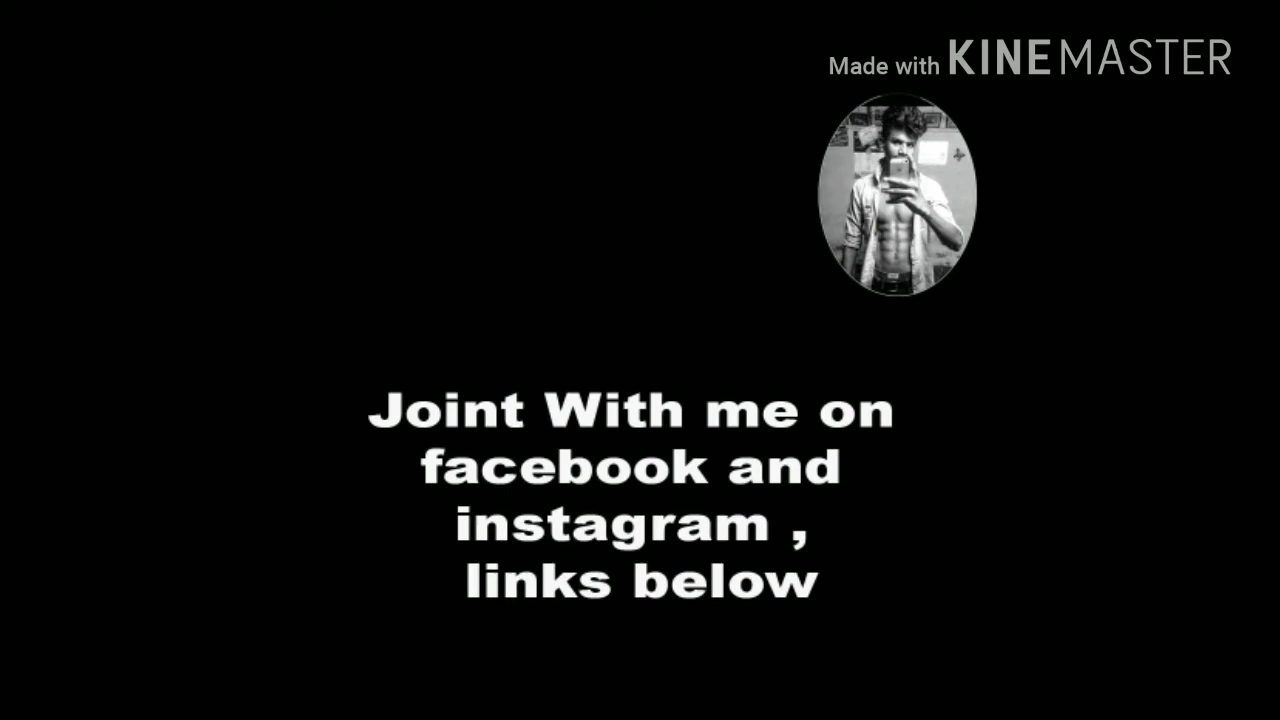 Made with KINEMASTER
Joint With me on
facebook and
instagram ,
links below